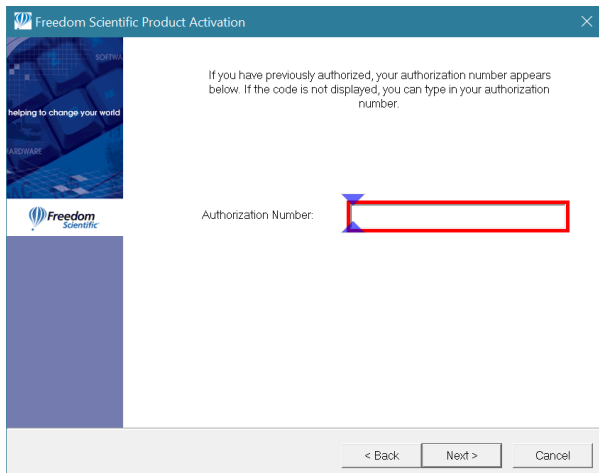 Freedom Scientific Product Activation
SOFTWA
helping to change your world
HARDWARE
Freedom
Scientific
If you have previously authorized, your authorization number appears
below. If the code is not displayed, you can type in your authorization
number.
Authorization Number:
< Back
Next >
Cancel